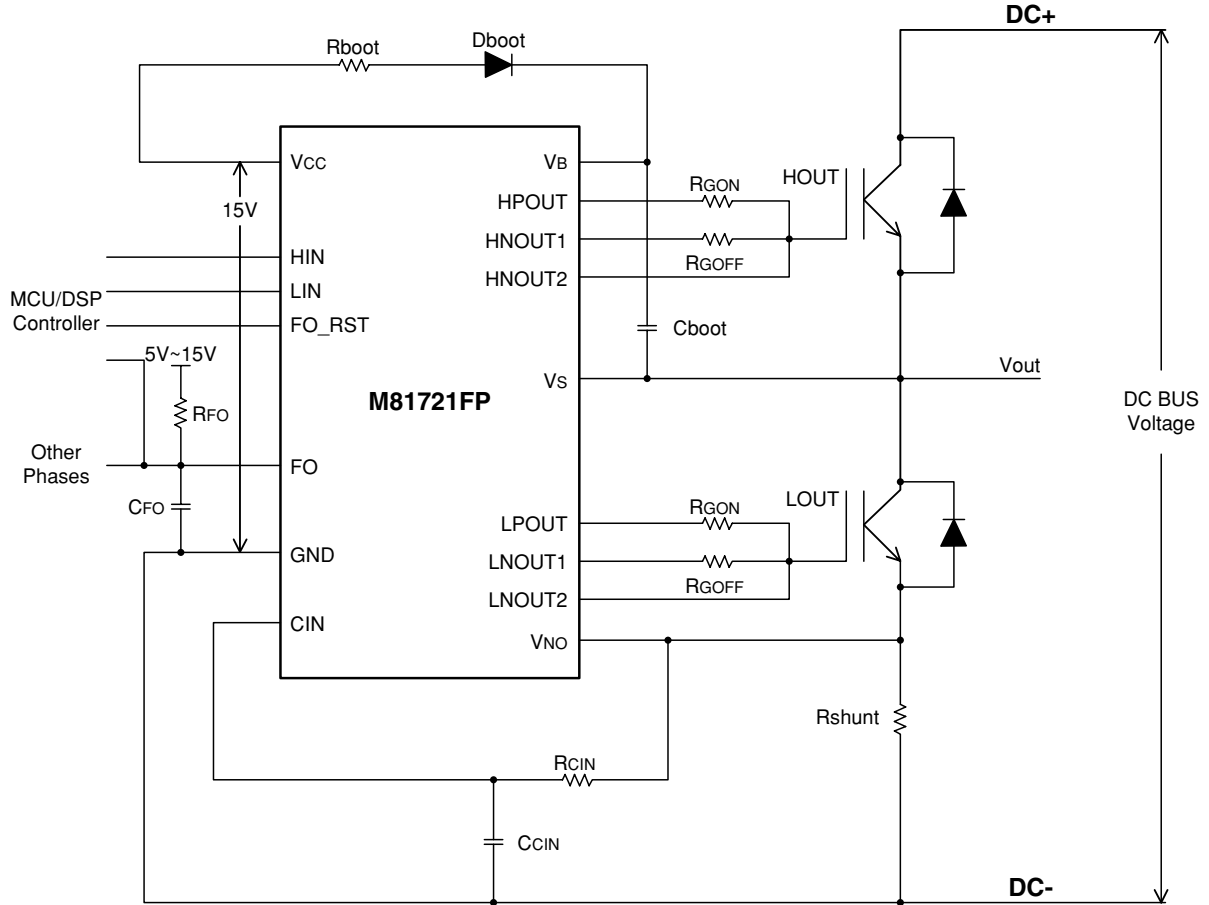 DC+
Rboot
Dboot
VCC
VB
15V
HPOUT
RGON
HOUT
HNOUT1
HIN
RGOFF
HNOUT2
LIN
MCU/DSP
Controller
FO_RST
Cboot
5V~15V
VS
Vout
M81721FP
DC BUS
Voltage
RFO
Other
Phases
FO
CFO
LPOUT
RGON
LOUT
GND
LNOUT1
RGOFF
LNOUT2
CIN
VNO
Rshunt
RCIN
CCIN
DC-